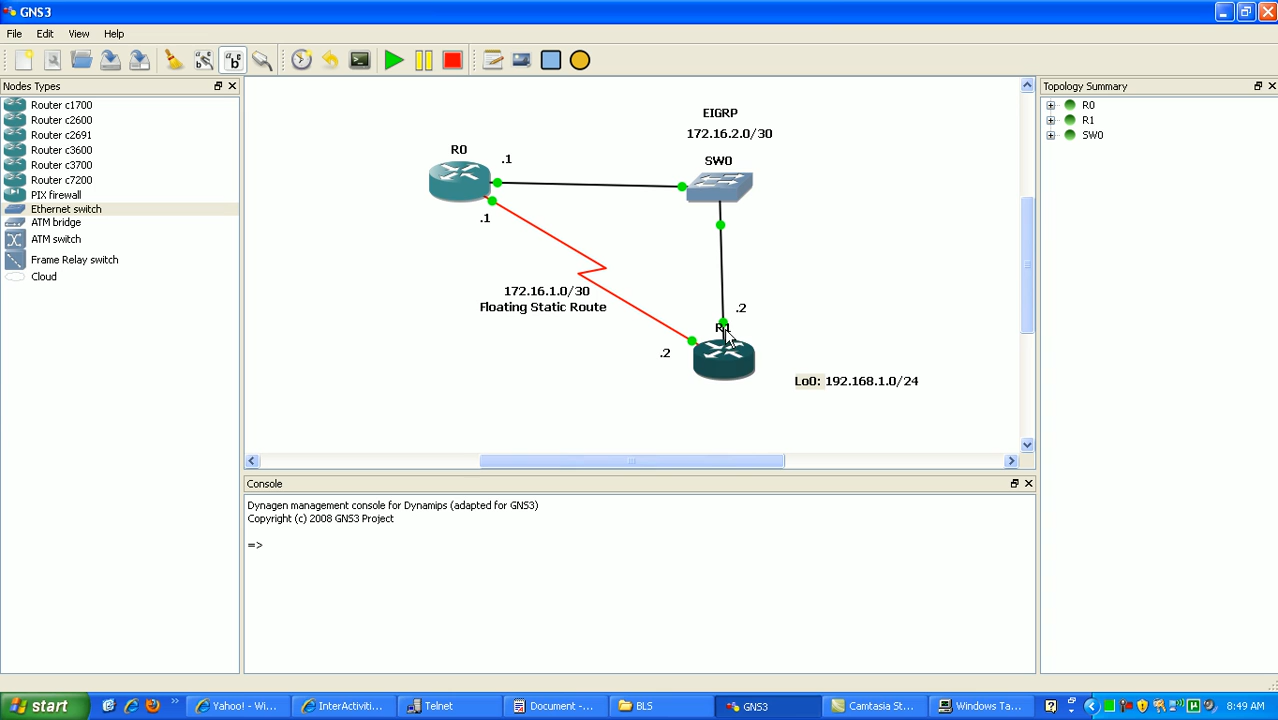 GNS3
File Edit View Help
Nodes Types
Router c1700
Router c2600
Router c2691
Router c3600
Router c3700
Router c7200
PIX firewall
Ethernet switch
ATM bridge
ATM switch
Frame Relay switch
Cloud
EIGRP
172.16.2.0/30
R0
.1
SW0
.1
172.16.1.0/30
Floating Static Route
.2
R1
.2
Lo0: 192.168.1.0/24
Topology Summary
R0
R1
SW0
Console
Dynagen management console for Dynamips (adapted for GNS3)
Copyright (c) 2008 GNS3 Project
=>
start
Yahoo! - Wi...
InterActiviti...
Telnet
Document -...
BLS
GNS3
Camtasia St...
Windows Ta...
8:49 AM